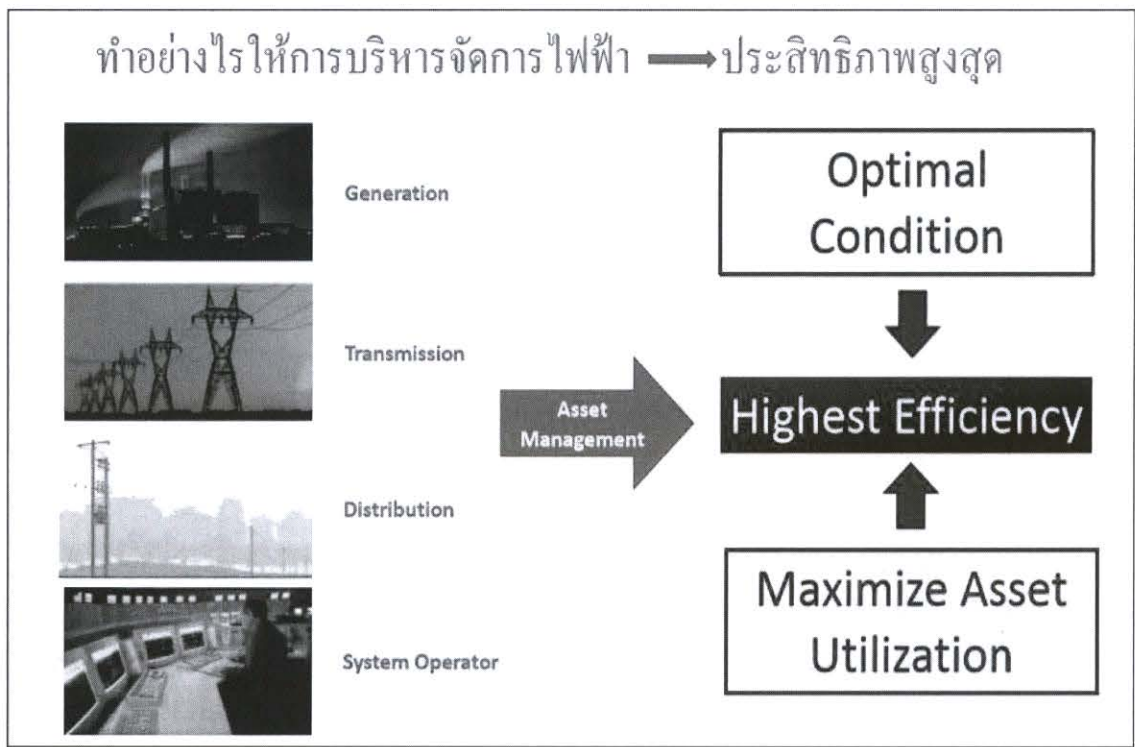 ทำอย่างไรให้การบริหารจัดการไฟฟ้า → ประสิทธิภาพสูงสุด
Generation
Transmission
Distribution
System Operator
Asset
Management
Optimal
Condition
Highest Efficiency
Maximize Asset
Utilization